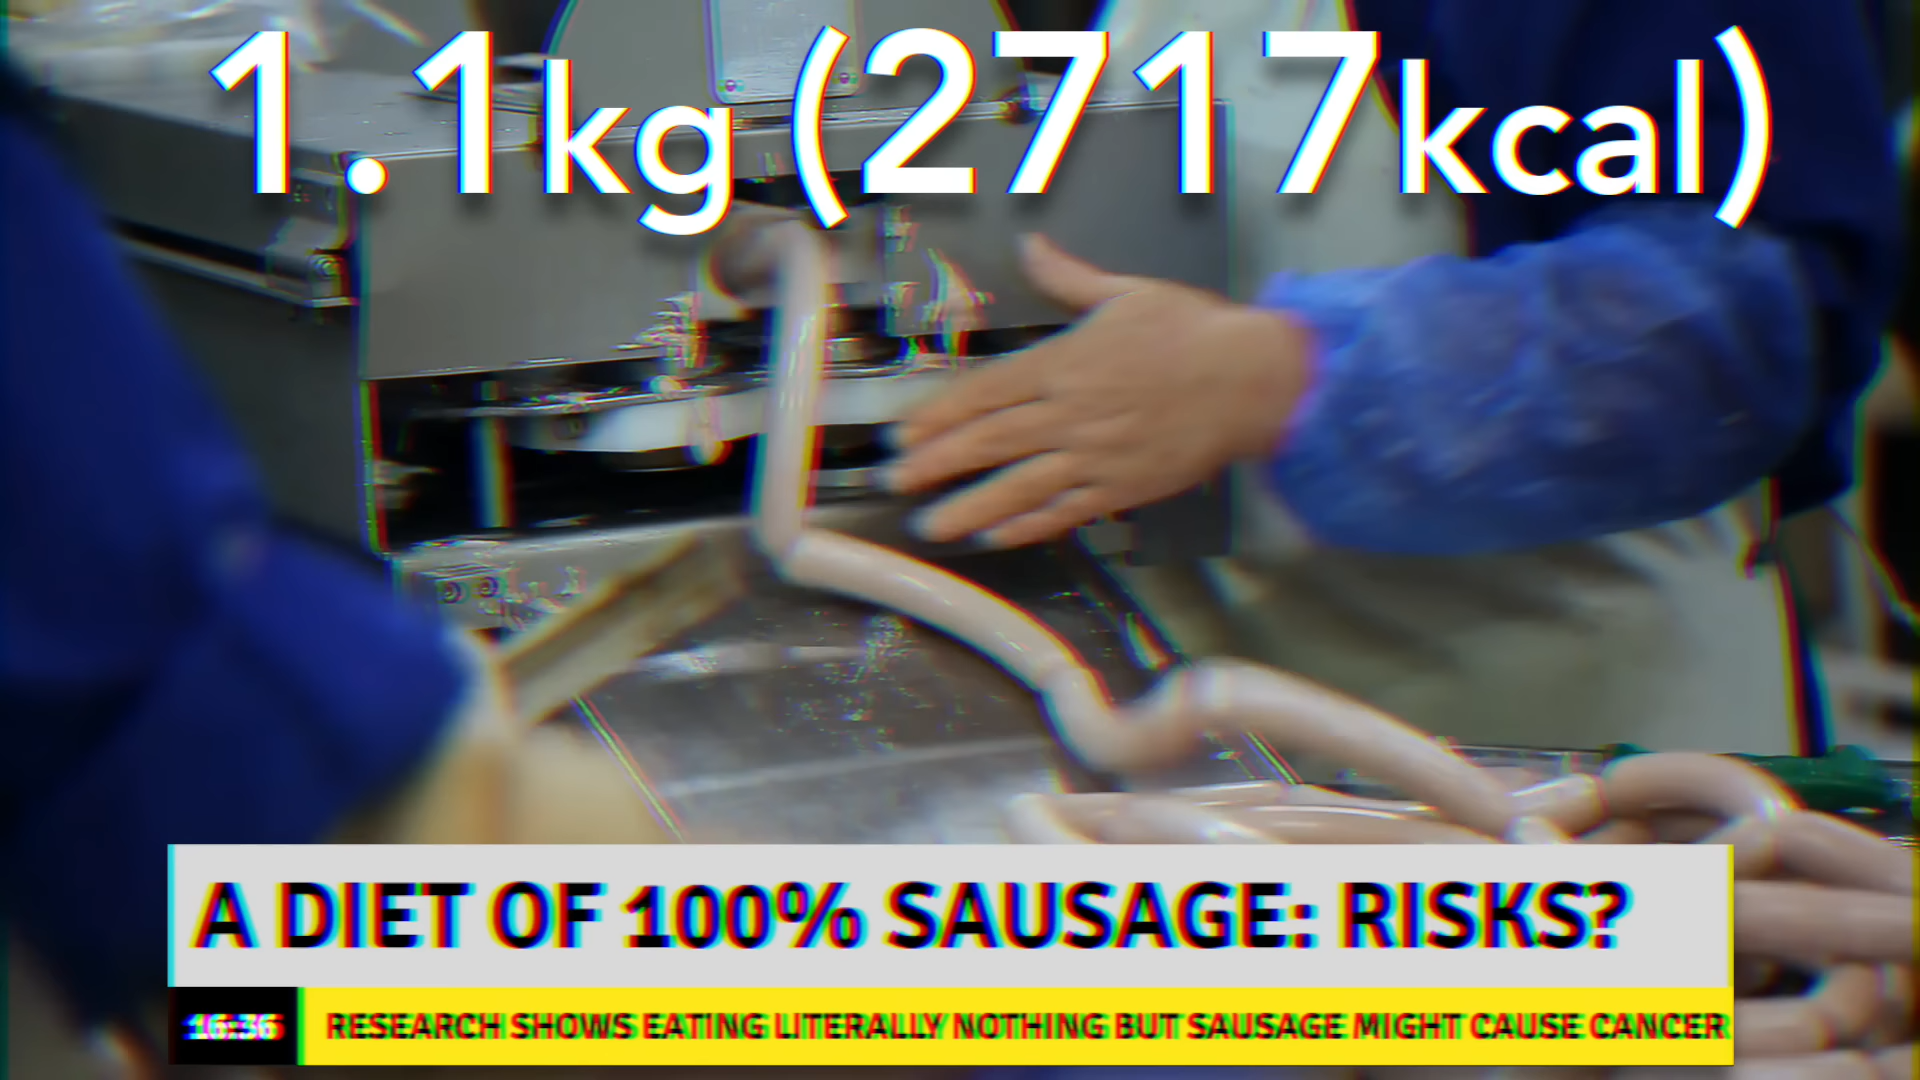 1.1kg (2717kcal)
A DIET OF 100% SAUSAGE: RISKS?
16:36 RESEARCH SHOWS EATING LITERALLY NOTHING BUT SAUSAGE MIGHT CAUSE CANCER